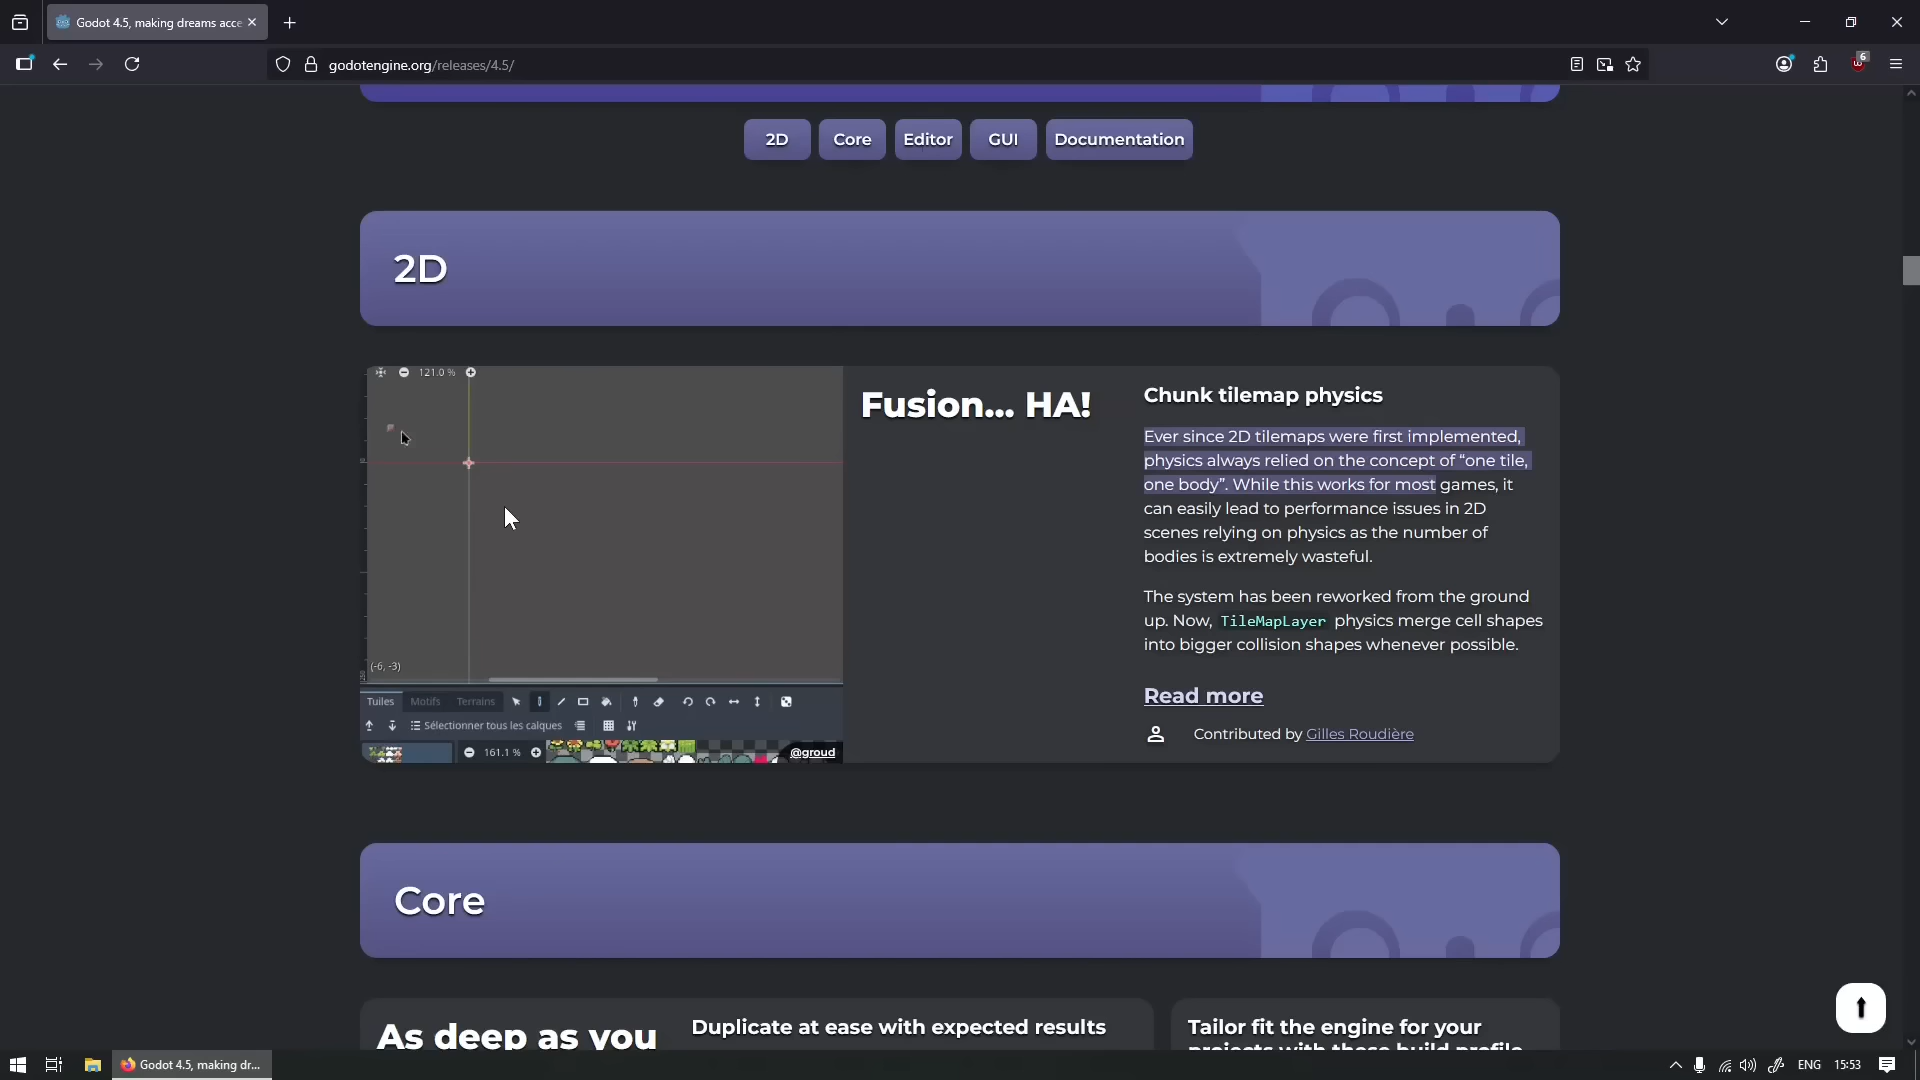 Godot 4.5, making dreams acce
godotengine.org/releases/4.5/
6
2D
Core
Editor
GUI
Documentation
2D
121.0 %
(-6, -3)
Tuiles
Motifs
Terrains
Sélectionner tous les calques
161.1 %
@groud
Fusion... HA!
Chunk tilemap physics
Ever since 2D tilemaps were first implemented,
physics always relied on the concept of “one tile,
one body”. While this works for most games, it
can easily lead to performance issues in 2D
scenes relying on physics as the number of
bodies is extremely wasteful.
The system has been reworked from the ground
up. Now, TileMapLayer physics merge cell shapes
into bigger collision shapes whenever possible.
Read more
Contributed by Gilles Roudière
Core
As deep as you
Duplicate at ease with expected results
Tailor fit the engine for your
projects with these build profile
Godot 4.5, making dr...
ENG
15:53